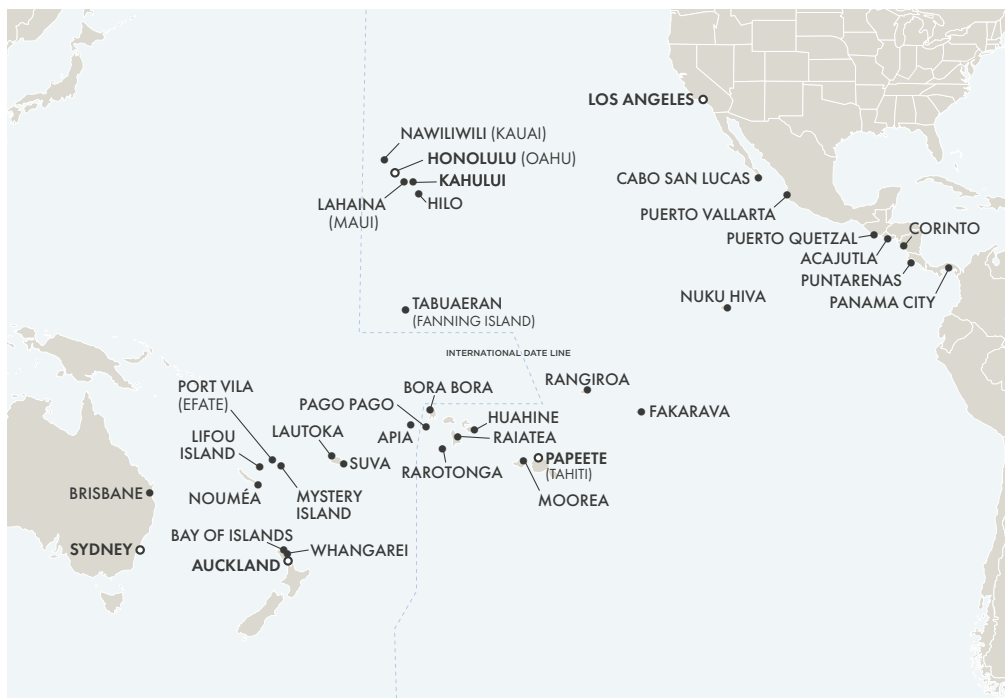 LOS ANGELES
NAWILIWILI (KAUAI)
HONOLULU (OAHU)
KAHULUI
LAHAINA
(MAUI)
HILO
CABO SAN LUCAS
PUERTO VALLARTA
PUERTO QUETZAL
CORINTO
ACAJUTLA
PUNTARENAS
PANAMA CITY
NUKU HIVA
TABUAERAN
(FANNING ISLAND)
INTERNATIONAL DATE LINE
RANGIROA
BORA BORA
PORT VILA
(EFATE)
PAGO PAGO
HUAHINE
FAKARAVA
LAUTOKA
APIA
RAIATEA
LIFOU
ISLAND
SUVA
RAROTONGA
PAPEETE
(TAHITI)
MOOREA
BRISBANE
NOUMÉA
MYSTERY
ISLAND
BAY OF ISLANDS
SYDNEY
WHANGAREI
AUCKLAND